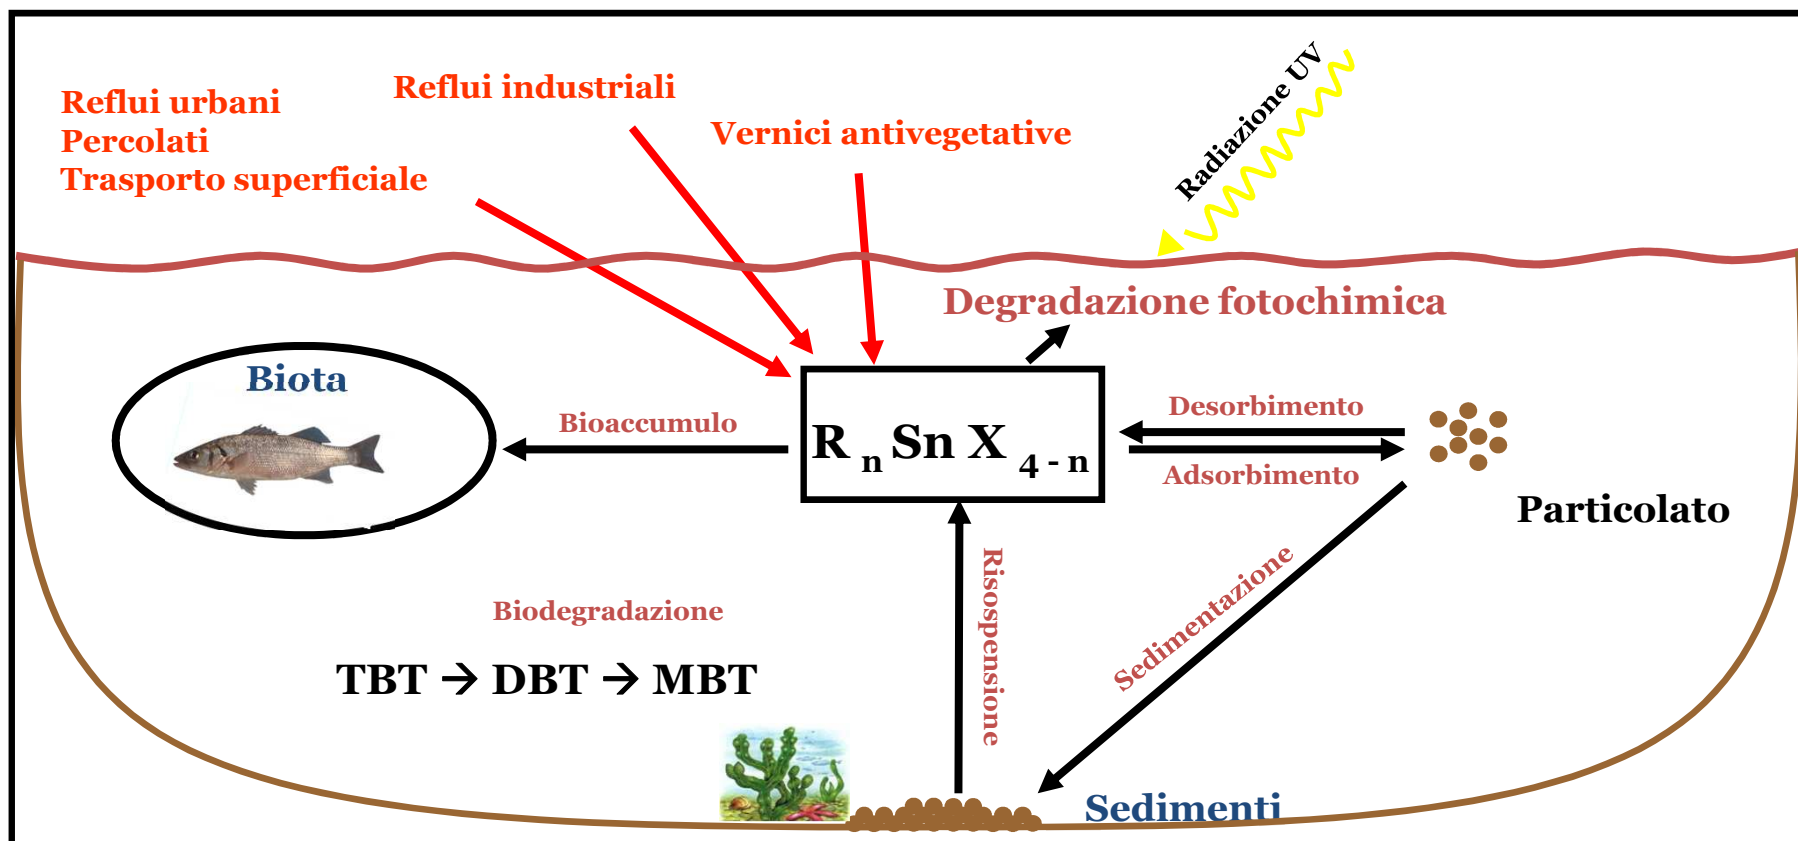 Reflui urbani
Percolati
Trasporto superficiale
Reflui industriali
Vernici antivegetative
Radiazione UV
Degradazione fotochimica
Biota
Bioaccumulo
R n Sn X 4 - n
Desorbimento
Adsorbimento
Particolato
Risospensione
Sedimentazione
Biodegradazione
TBT → DBT → MBT
Sedimenti